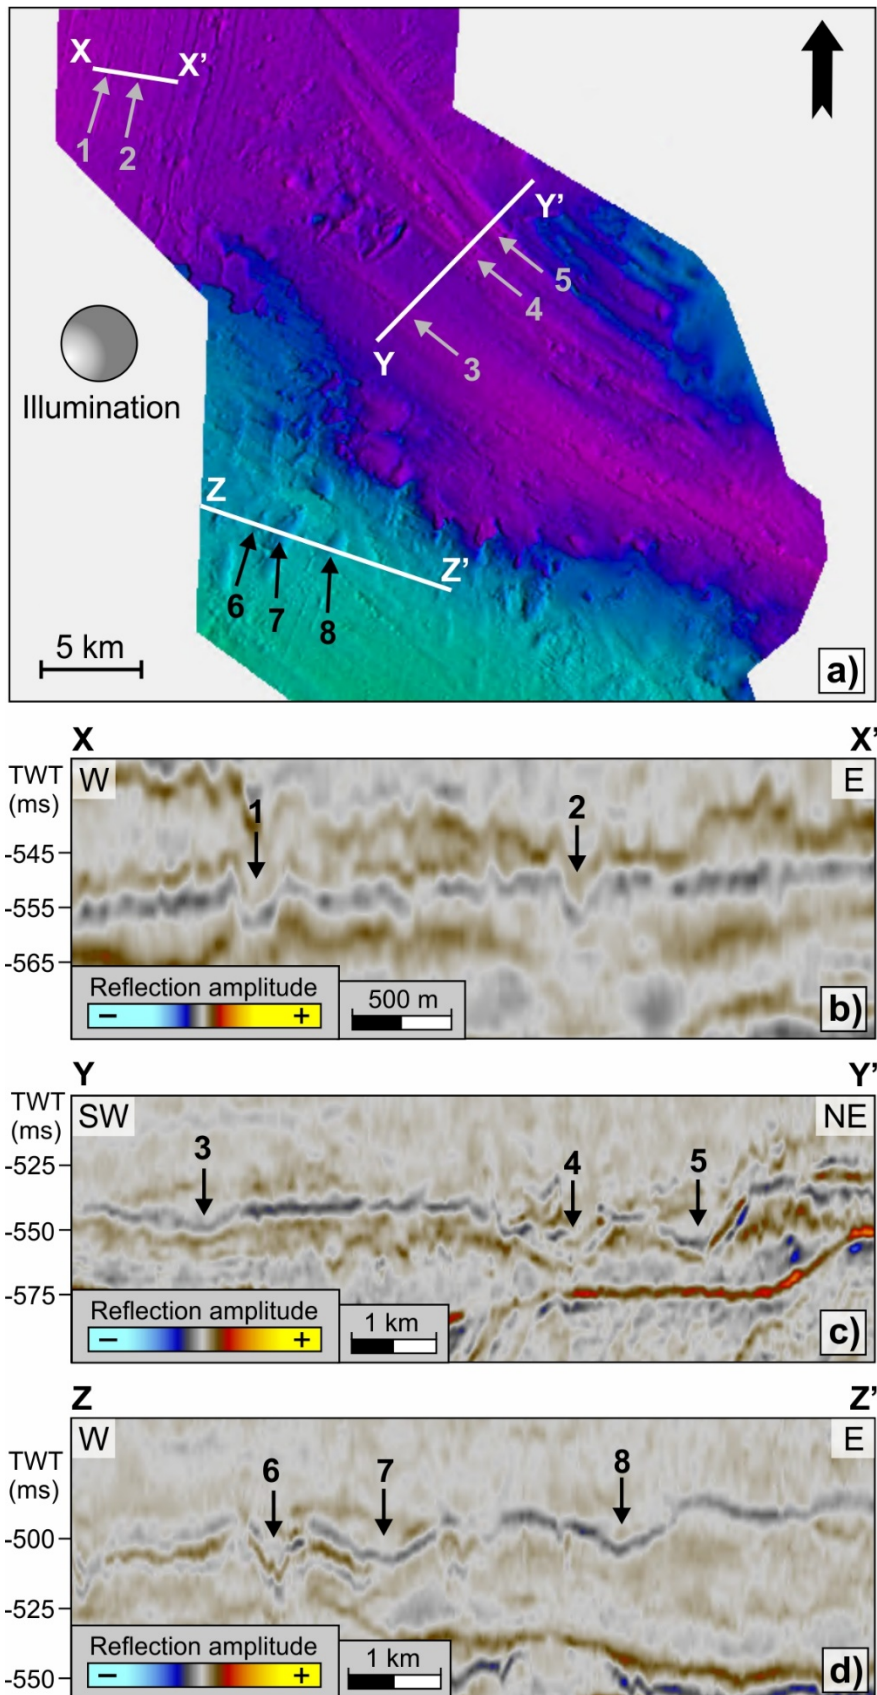 X
X’
1
2
Y’
5
4
3
Y
Illumination
Z
Z’
6
7
8
5 km
a)
X
X’
TWT
(ms)
W
E
1
2
-545
-555
-565
Reflection amplitude
− +
500 m
b)
Y
Y’
TWT
(ms)
SW
NE
3
4
5
-525
-550
-575
Reflection amplitude
− +
1 km
c)
Z
Z’
TWT
(ms)
W
E
6
7
8
-500
-525
-550
Reflection amplitude
− +
1 km
d)